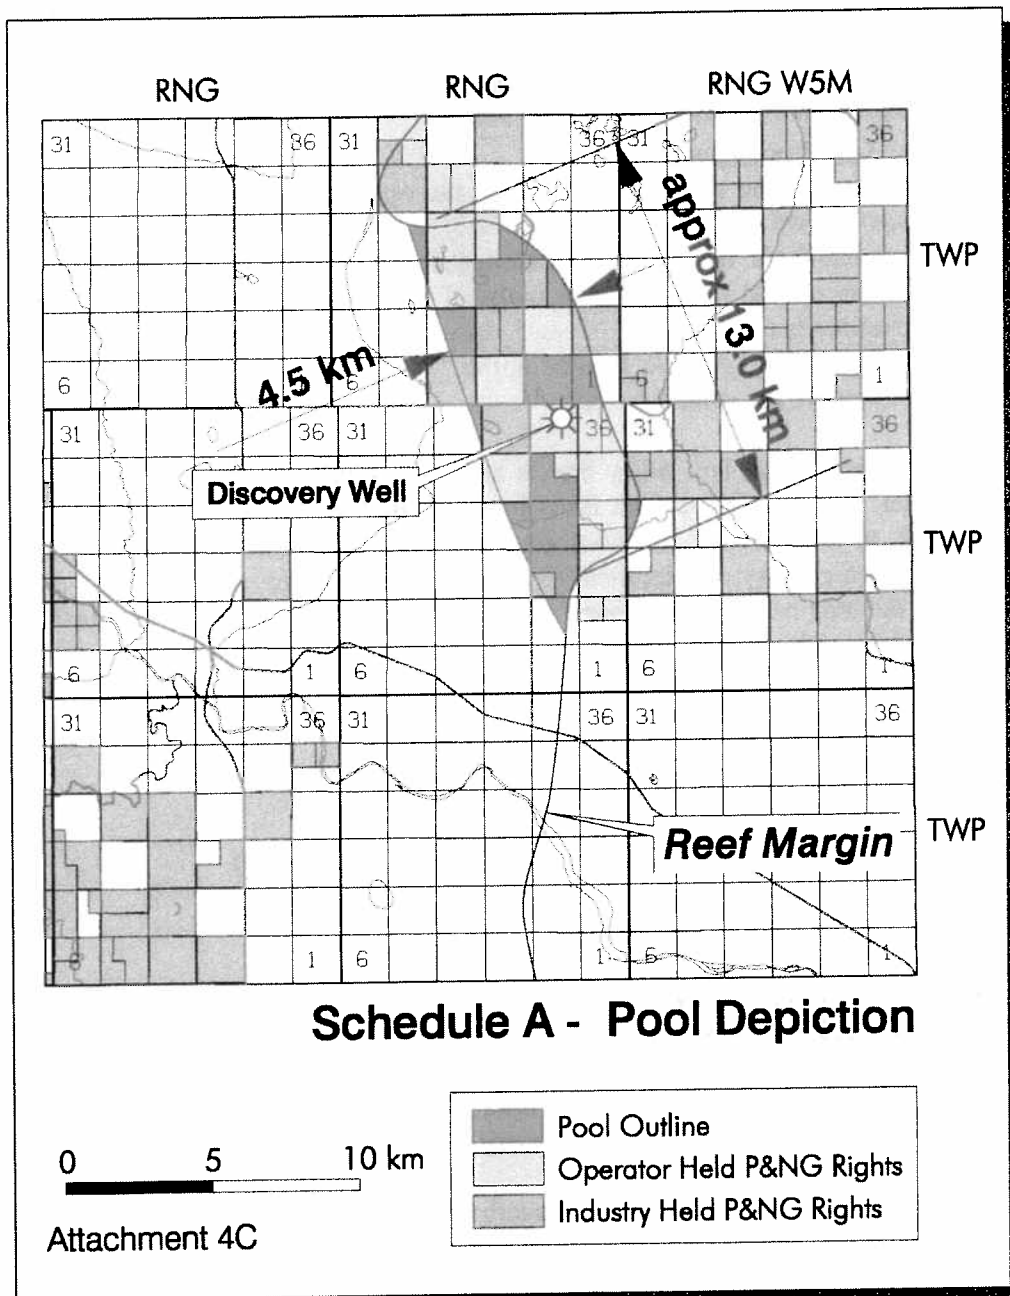 RNG RNG RNG W5M
31 36 31 36 31 36
approx 13.0 km
TWP
4.5 km
6 6 1 6 1
31 36 31 36 31 36
Discovery Well
TWP
6 1 6 1 6 1
31 36 31 36 31 36
Reef Margin
TWP
6 1 6 1 6 1
Schedule A - Pool Depiction
Pool Outline
Operator Held P&NG Rights
Industry Held P&NG Rights
0 5 10 km
Attachment 4C